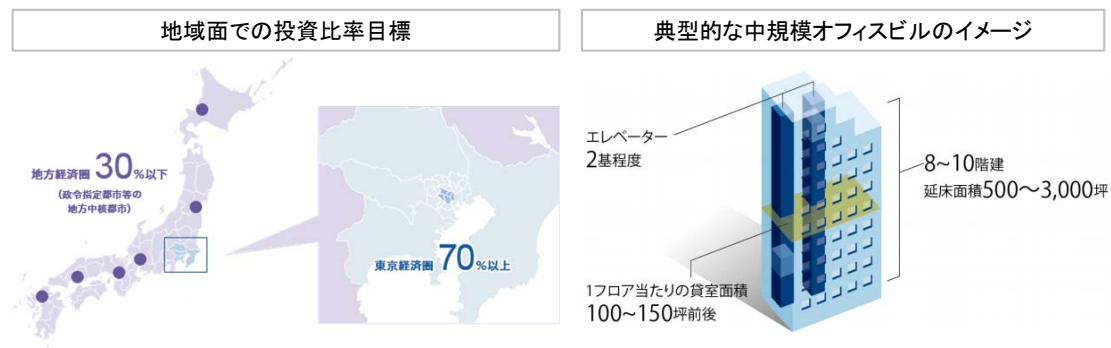 地域面での投資比率目標
地方経済圏30%以下
(政令指定都市等の
地方中核都市)
東京経済圏70%以上
典型的な中規模オフィスビルのイメージ
エレベーター
2基程度
8~10階建
延床面積500〜3,000坪
1フロア当たりの貸室面積
100~150坪前後